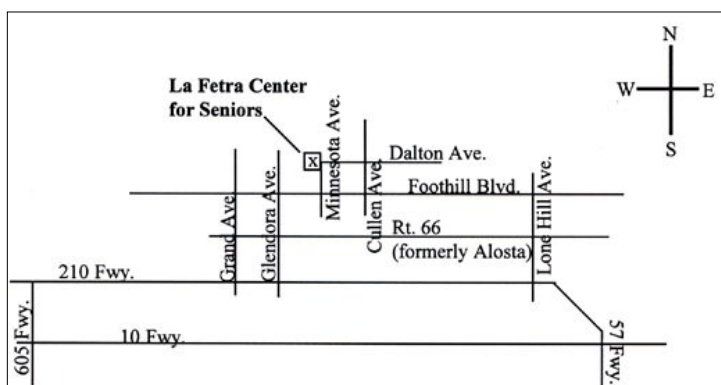 N
La Fetra Center
for Seniors
W
E
S
x
Minnesota Ave.
Dalton Ave.
Cullen Ave.
Foothill Blvd.
Grand Ave.
Glendora Ave.
Lone Hill Ave.
Rt. 66
(formerly Alosta)
210 Fwy.
605 Fwy.
10 Fwy.
57 Fwy.